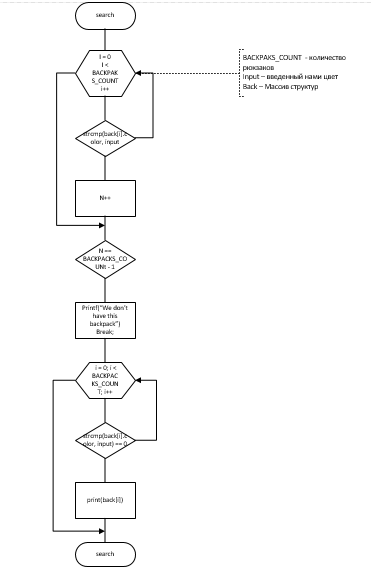 search
I = 0
I <
BACKPAK
S_COUNT
i++
BACKPAKS_COUNT - количество
рюкзаков
Input – введенный нами цвет
Back – Массив структур
strcmp(back[i].c
olor, input
N++
N ==
BACKPACKS_CO
UNt - 1
Printf("We don't
have this
backpack")
Break;
i = 0; i <
BACKPAC
KS_COUN
T; i++
strcmp(back[i].c
olor, input) == 0
print(back[i])
search